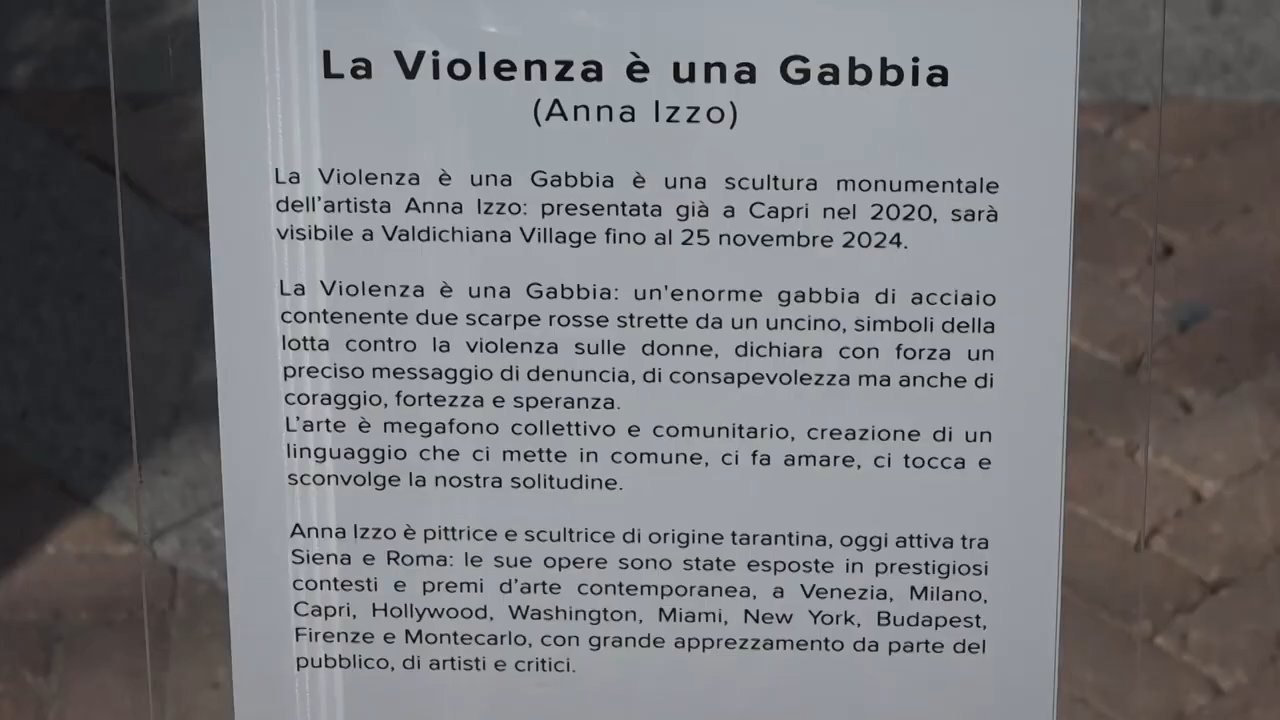 La Violenza è una Gabbia
(Anna Izzo)
La Violenza è una Gabbia è una scultura monumentale
dell'artista Anna Izzo: presentata già a Capri nel 2020, sarà
visibile a Valdichiana Village fino al 25 novembre 2024.
La Violenza è una Gabbia: un'enorme gabbia di acciaio
contenente due scarpe rosse strette da un uncino, simboli della
lotta contro la violenza sulle donne, dichiara con forza un
preciso messaggio di denuncia, di consapevolezza ma anche di
coraggio, fortezza e speranza.
L'arte è megafono collettivo e comunitario, creazione di un
linguaggio che ci mette in comune, ci fa amare, ci tocca e
sconvolge la nostra solitudine.
Anna Izzo è pittrice e scultrice di origine tarantina, oggi attiva tra
Siena e Roma: le sue opere sono state esposte in prestigiosi
contesti e premi d'arte contemporanea, a Venezia, Milano,
Capri, Hollywood, Washington, Miami, New York, Budapest,
Firenze e Montecarlo, con grande apprezzamento da parte del
pubblico, di artisti e critici.